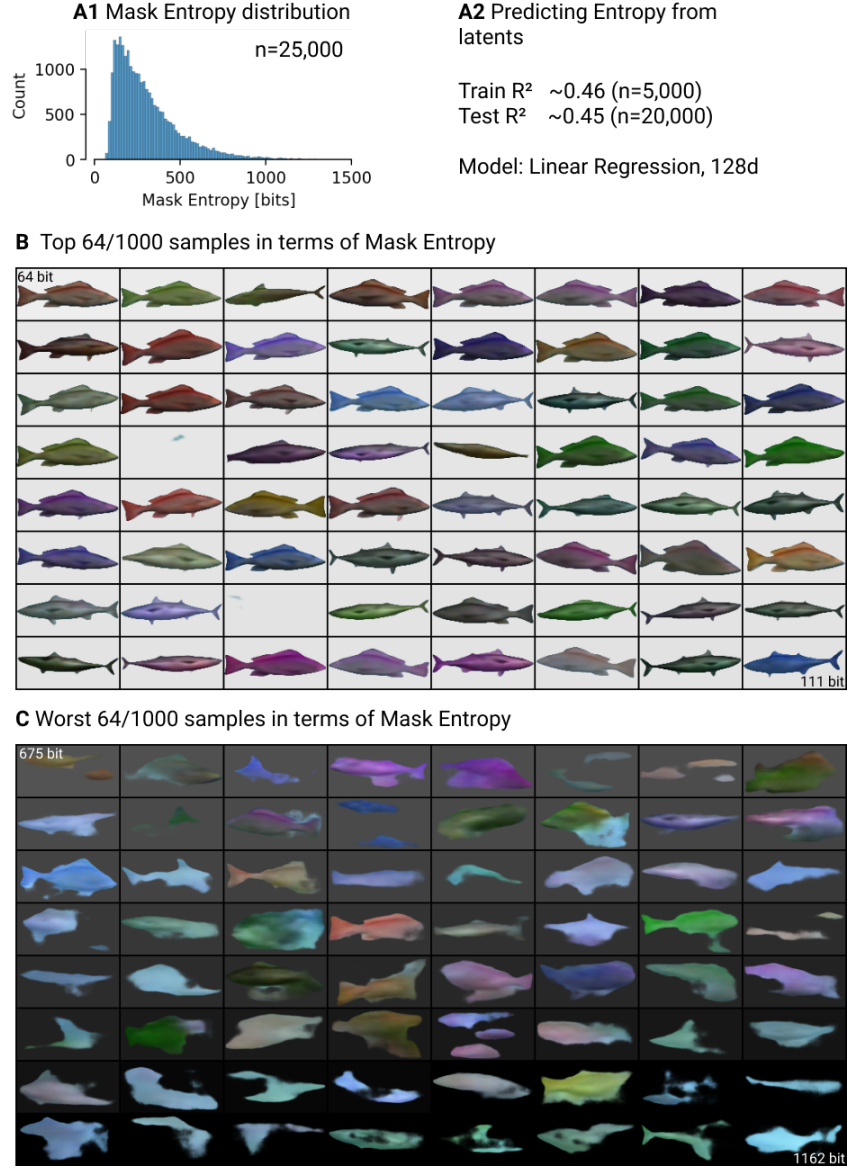 A1 Mask Entropy distribution
n=25,000
Count
1000
500
0
0 500 1000 1500
Mask Entropy [bits]
A2 Predicting Entropy from
latents
Train R² ~0.46 (n=5,000)
Test R² ~0.45 (n=20,000)
Model: Linear Regression, 128d
B Top 64/1000 samples in terms of Mask Entropy
64 bit
111 bit
C Worst 64/1000 samples in terms of Mask Entropy
675 bit
1162 bit